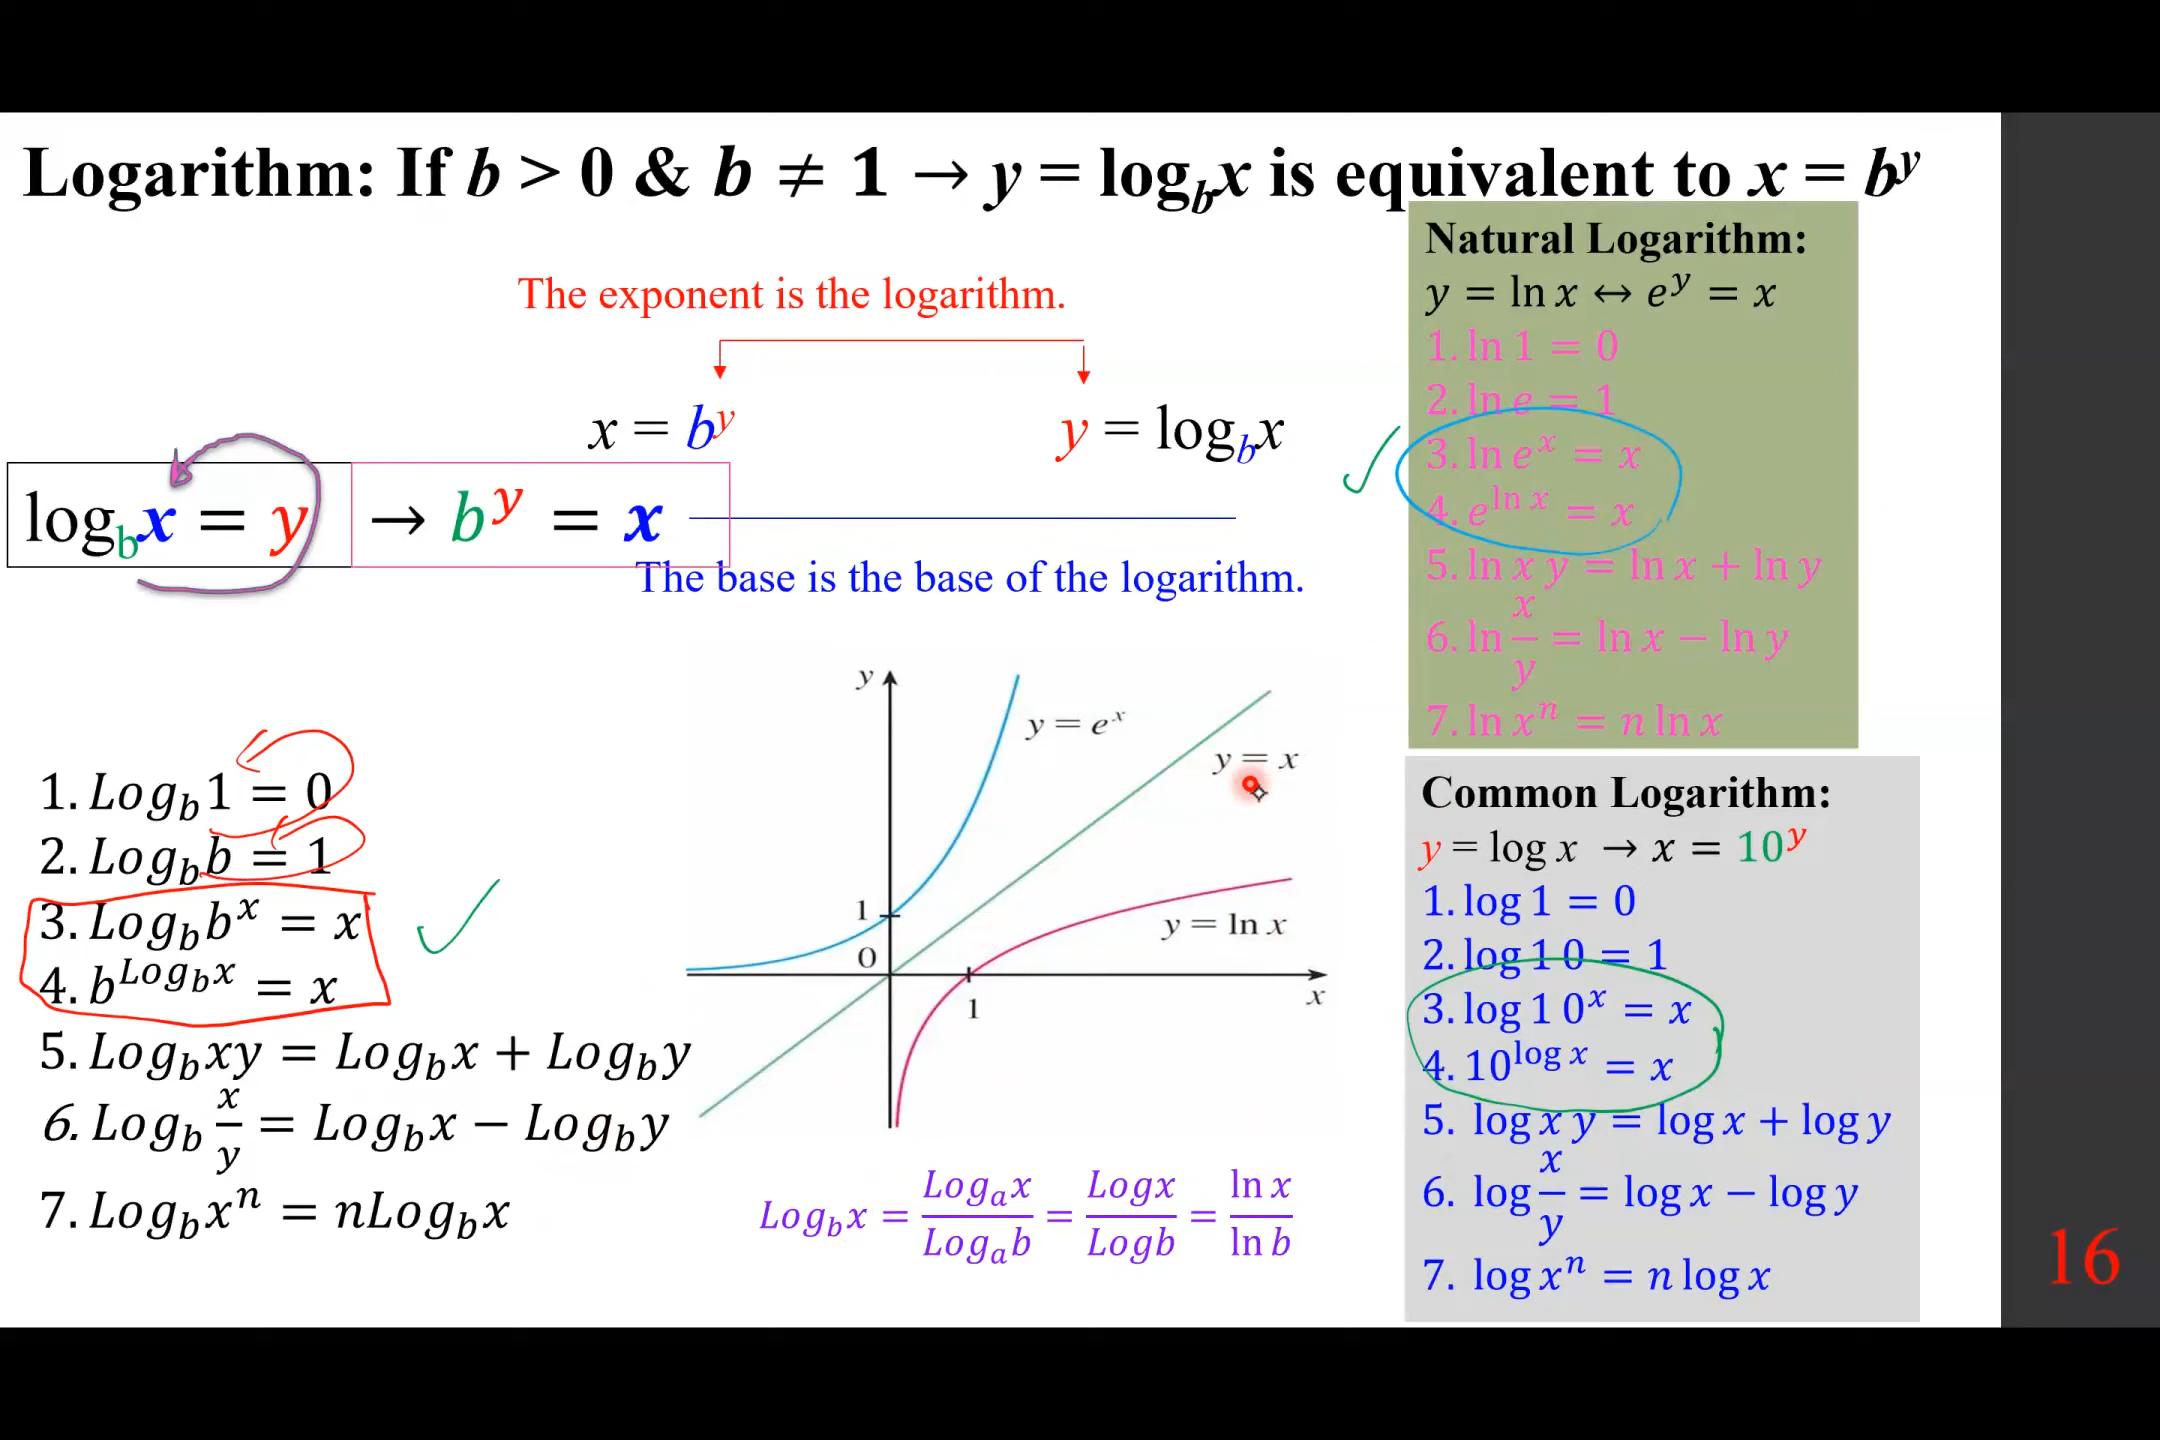 Logarithm: If b > 0 & b ≠ 1 → y = log_b x is equivalent to x = b^y
The exponent is the logarithm.
x = b^y
y = log_b x
log_b x = y → b^y = x
The base is the base of the logarithm.
Natural Logarithm:
y = ln x ↔ e^y = x
1. ln 1 = 0
2. ln e = 1
3. ln e^x = x
4. e^(ln x) = x
5. ln x y = ln x + ln y
6. ln x/y = ln x − ln y
7. ln x^n = n ln x
1. Log_b 1 = 0
2. Log_b b = 1
3. Log_b b^x = x
4. b^(Log_b x) = x
5. Log_b xy = Log_b x + Log_b y
6. Log_b x/y = Log_b x − Log_b y
7. Log_b x^n = nLog_b x
y
y = e^x
y = x
1
0
y = ln x
1
x
Log_b x = Log_a x / Log_a b = Logx / Logb = ln x / ln b
Common Logarithm:
y = log x → x = 10^y
1. log 1 = 0
2. log 1 0 = 1
3. log 1 0^x = x
4. 10^(log x) = x
5. log x y = log x + log y
6. log x/y = log x − log y
7. log x^n = n log x
16